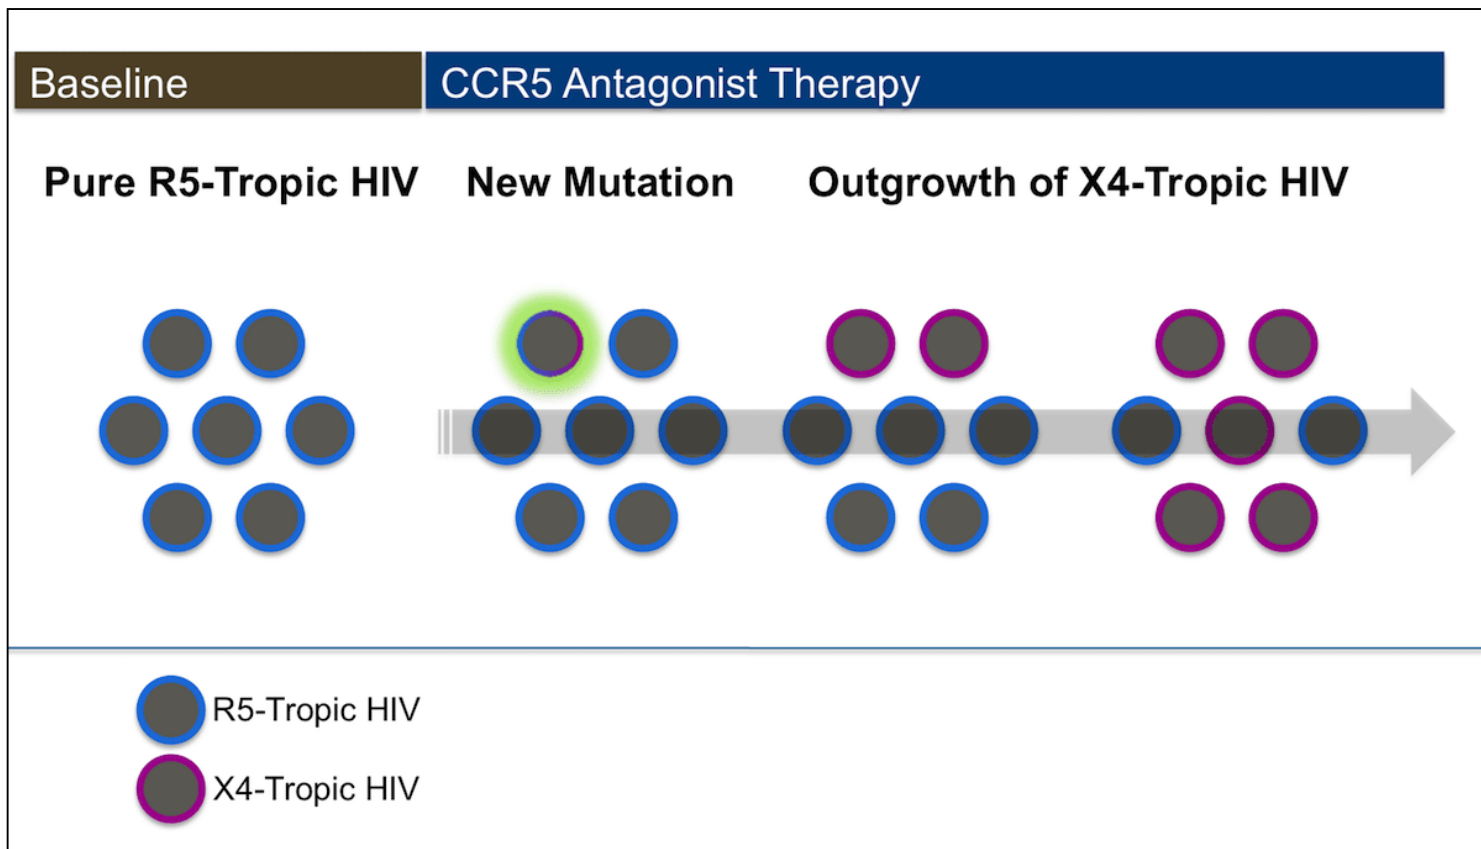 Baseline
CCR5 Antagonist Therapy
Pure R5-Tropic HIV
New Mutation
Outgrowth of X4-Tropic HIV
R5-Tropic HIV
X4-Tropic HIV